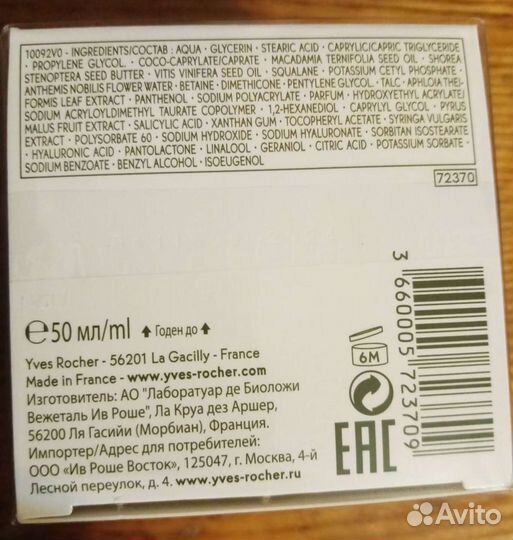 10092V0 - INGREDIENTS/СОСТАВ : AQUA · GLYCERIN · STEARIC ACID · CAPRYLIC/CAPRIC TRIGLYCERIDE
· PROPYLENE GLYCOL · COCO-CAPRYLATE/CAPRATE · MACADAMIA TERNIFOLIA SEED OIL · SHOREA
STENOPTERA SEED BUTTER · VITIS VINIFERA SEED OIL · SQUALANE · POTASSIUM CETYL PHOSPHATE ·
ANTHEMIS NOBILIS FLOWER WATER · BETAINE · DIMETHICONE · PENTYLENE GLYCOL · TALC · APHLOIA THE-
IFORMIS LEAF EXTRACT · PANTHENOL · SODIUM POLYACRYLATE · PARFUM · HYDROXYETHYL ACRYLATE/
SODIUM ACRYLOYLDIMETHYL TAURATE COPOLYMER · 1,2-HEXANEDIOL · CAPRYLYL GLYCOL · PYRUS
MALUS FRUIT EXTRACT · SALICYLIC ACID · XANTHAN GUM · TOCOPHERYL ACETATE · SYRINGA VULGARIS
EXTRACT · POLYSORBATE 60 · SODIUM HYDROXIDE · SODIUM HYALURONATE · SORBITAN ISOSTEARATE
· HYALURONIC ACID · PANTOLACTONE · LINALOOL · GERANIOL · CITRIC ACID · POTASSIUM SORBATE ·
SODIUM BENZOATE · BENZYL ALCOHOL · ISOEUGENOL
72370
℮50 мл/ml Годен до
Yves Rocher - 56201 La Gacilly - France
Made in France - www.yves-rocher.com
Изготовитель: АО "Лаборатуар де Биоложи
Вежеталь Ив Роше", Ла Круа дез Аршер,
56200 Ля Гасийи (Морбиан), Франция.
Импортер/Адрес для потребителей:
ООО «Ив Роше Восток», 125047, г. Москва, 4-й
Лесной переулок, д. 4. www.yves-rocher.ru
6M
EAC
3 660005 723709
Avito